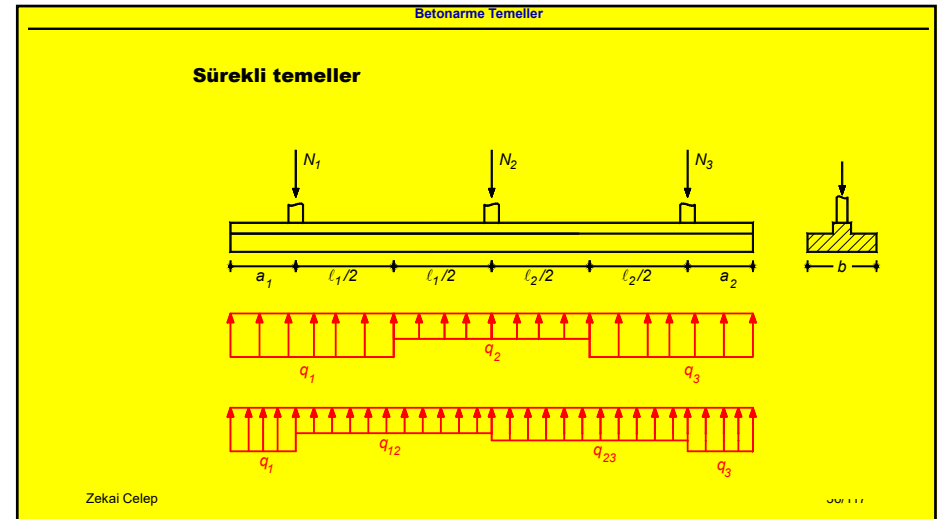 Betonarme Temeller
Sürekli temeller
N1 N2 N3
a1 ℓ1/2 ℓ1/2 ℓ2/2 ℓ2/2 a2 b
q1 q2 q3
q1 q12 q23 q3
Zekai Celep